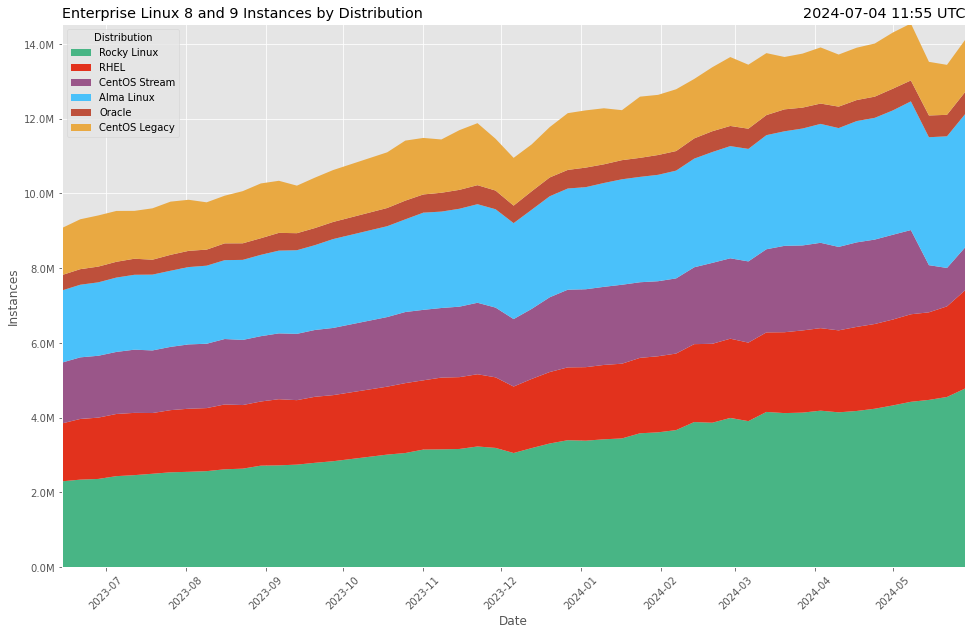 Enterprise Linux 8 and 9 Instances by Distribution
2024-07-04 11:55 UTC
Distribution
Rocky Linux
RHEL
CentOS Stream
Alma Linux
Oracle
CentOS Legacy
14.0M
12.0M
10.0M
8.0M
6.0M
4.0M
2.0M
0.0M
Instances
2023-07
2023-08
2023-09
2023-10
2023-11
2023-12
2024-01
2024-02
2024-03
2024-04
2024-05
Date